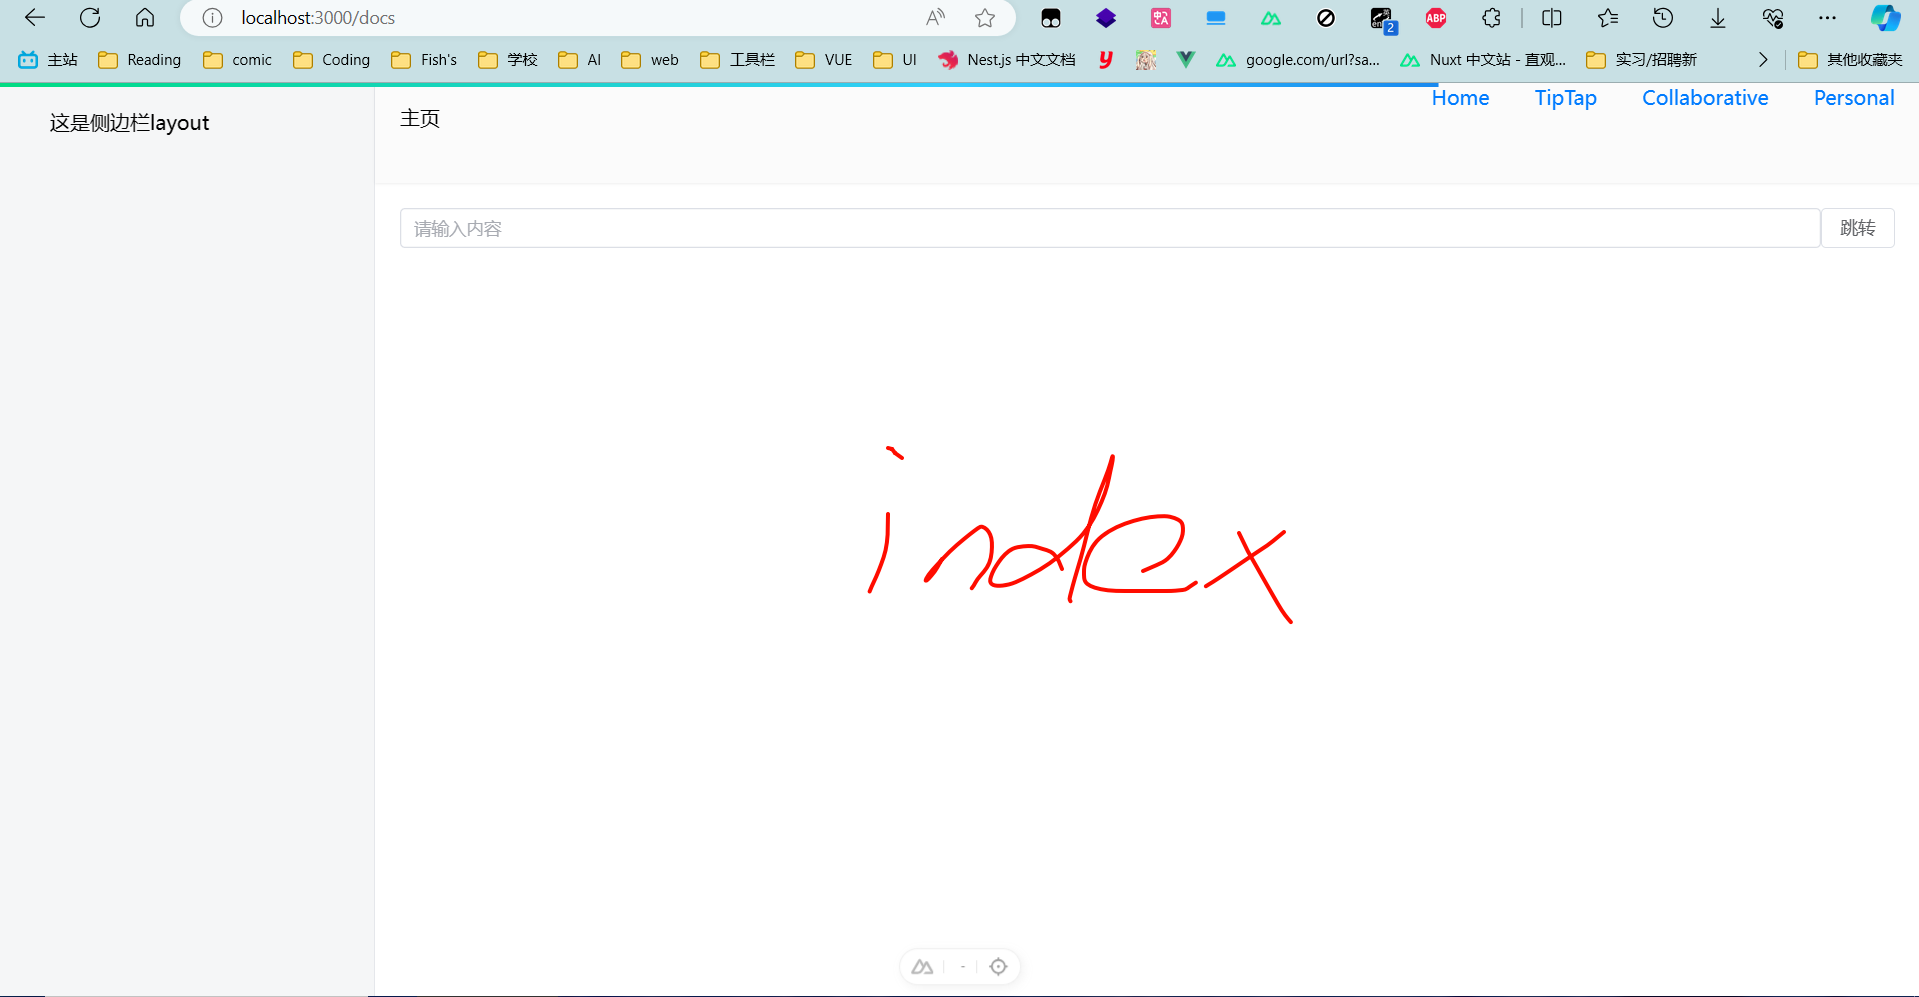 localhost:3000/docs
主站 Reading comic Coding Fish's 学校 AI web 工具栏 VUE UI Nest.js 中文文档 google.com/url?sa... Nuxt 中文站 - 直观... 实习/招聘新 其他收藏夹
这是侧边栏layout
主页
Home TipTap Collaborative Personal
请输入内容 跳转
index
-